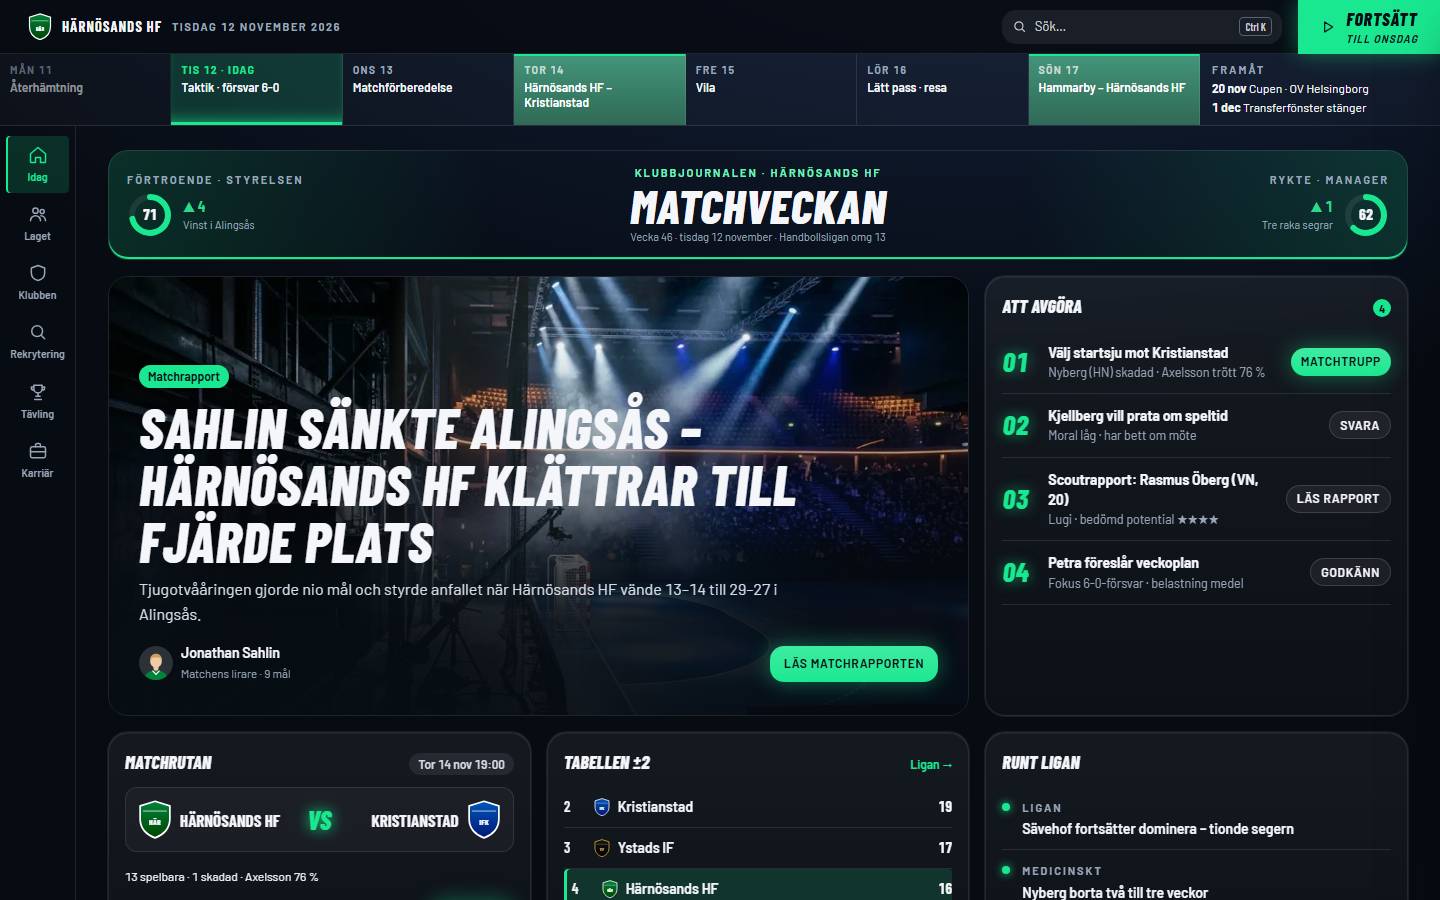 HÄRNÖSANDS HF TISDAG 12 NOVEMBER 2026
Sök... Ctrl K
FORTSÄTT
TILL ONSDAG
MÅN 11
Återhämtning
TIS 12 · IDAG
Taktik · försvar 6-0
ONS 13
Matchförberedelse
TOR 14
Härnösands HF –
Kristianstad
FRE 15
Vila
LÖR 16
Lätt pass · resa
SÖN 17
Hammarby – Härnösands HF
FRAMÅT
20 nov Cupen · OV Helsingborg
1 dec Transferfönster stänger
Idag
Laget
Klubben
Rekrytering
Tävling
Karriär
FÖRTROENDE · STYRELSEN
71
▲4
Vinst i Alingsås
KLUBBJOURNALEN · HÄRNÖSANDS HF
MATCHVECKAN
Vecka 46 · tisdag 12 november · Handbollsligan omg 13
RYKTE · MANAGER
▲1
Tre raka segrar
62
Matchrapport
SAHLIN SÄNKTE ALINGSÅS –
HÄRNÖSANDS HF KLÄTTRAR TILL
FJÄRDE PLATS
Tjugotvååringen gjorde nio mål och styrde anfallet när Härnösands HF vände 13–14 till 29–27 i
Alingsås.
Jonathan Sahlin
Matchens lirare · 9 mål
LÄS MATCHRAPPORTEN
ATT AVGÖRA
4
01
Välj startsju mot Kristianstad
Nyberg (HN) skadad · Axelsson trött 76 %
MATCHTRUPP
02
Kjellberg vill prata om speltid
Moral låg · har bett om möte
SVARA
03
Scoutrapport: Rasmus Öberg (VN,
20)
Lugi · bedömd potential ★★★★
LÄS RAPPORT
04
Petra föreslår veckoplan
Fokus 6-0-försvar · belastning medel
GODKÄNN
MATCHRUTAN
Tor 14 nov 19:00
HÄR
HÄRNÖSANDS HF
VS
KRISTIANSTAD
IFK
13 spelbara · 1 skadad · Axelsson 76 %
TABELLEN ±2
Ligan →
2 Kristianstad 19
3 Ystads IF 17
4 Härnösands HF 16
RUNT LIGAN
LIGAN
Sävehof fortsätter dominera – tionde segern
MEDICINSKT
Nyberg borta två till tre veckor